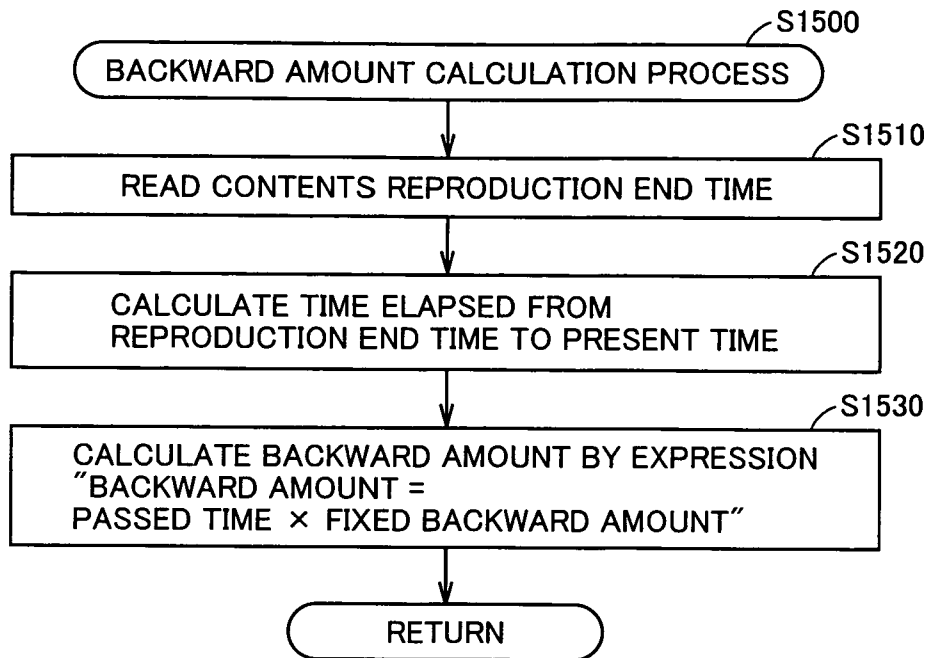 S1500
BACKWARD AMOUNT CALCULATION PROCESS
S1510
READ CONTENTS REPRODUCTION END TIME
S1520
CALCULATE TIME ELAPSED FROM
REPRODUCTION END TIME TO PRESENT TIME
S1530
CALCULATE BACKWARD AMOUNT BY EXPRESSION
"BACKWARD AMOUNT =
PASSED TIME × FIXED BACKWARD AMOUNT"
RETURN